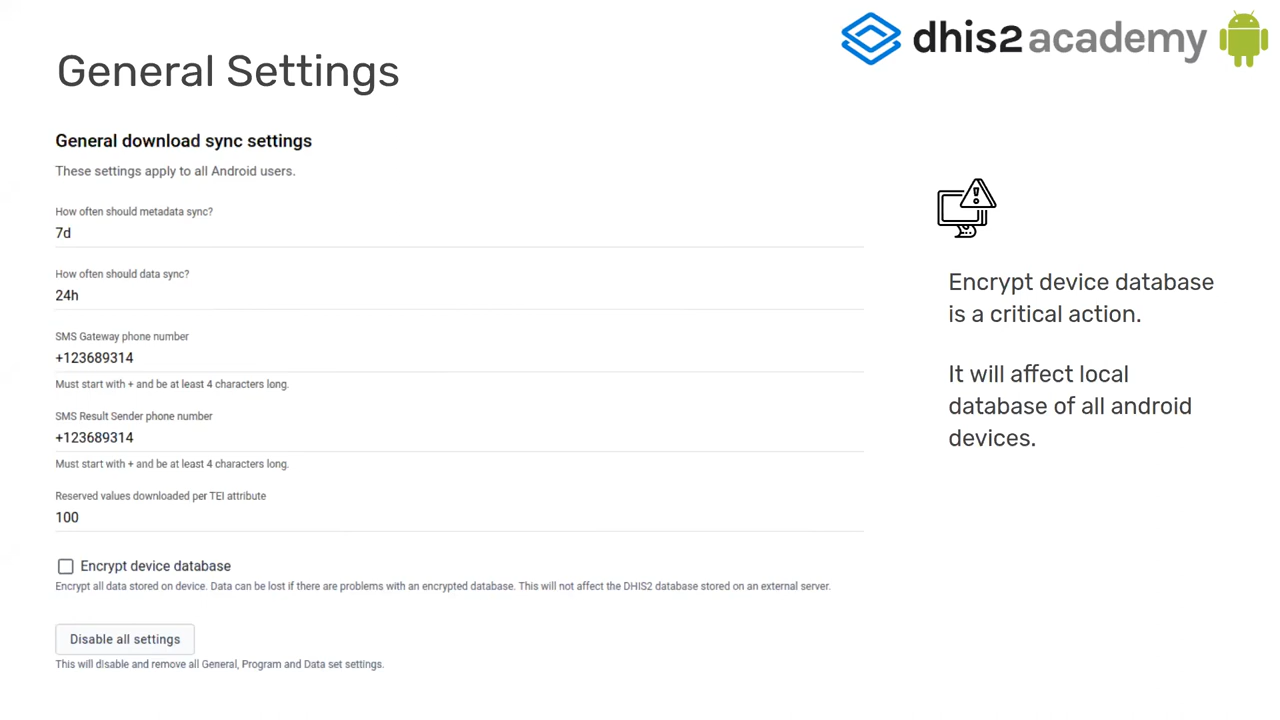 dhis2 academy
General Settings
General download sync settings
These settings apply to all Android users.
How often should metadata sync?
7d
How often should data sync?
24h
SMS Gateway phone number
+123689314
Must start with + and be at least 4 characters long.
SMS Result Sender phone number
+123689314
Must start with + and be at least 4 characters long.
Reserved values downloaded per TEI attribute
100
Encrypt device database
Encrypt all data stored on device. Data can be lost if there are problems with an encrypted database. This will not affect the DHIS2 database stored on an external server.
Disable all settings
This will disable and remove all General, Program and Data set settings.
Encrypt device database
is a critical action.
It will affect local
database of all android
devices.